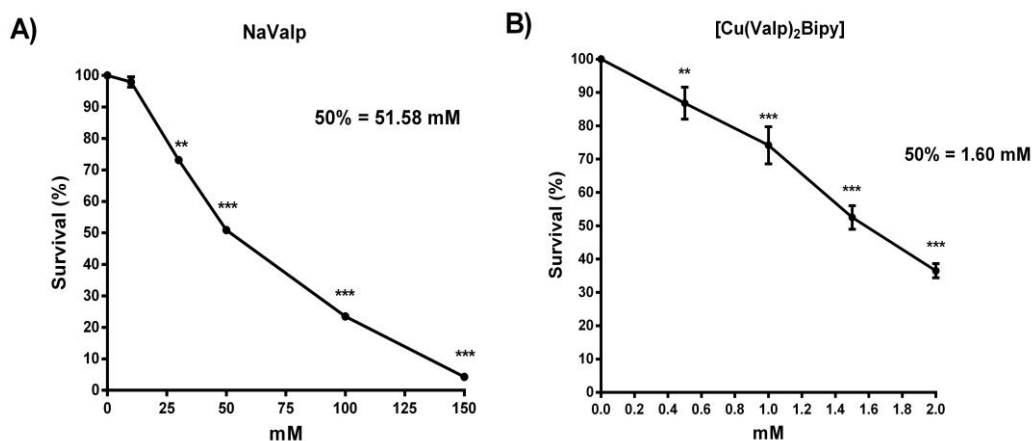 A)
NaValp
50% = 51.58 mM
Survival (%)
100
90
80
70
60
50
40
30
20
10
0
**
***
***
***
0 25 50 75 100 125 150
mM
B)
[Cu(Valp)₂Bipy]
50% = 1.60 mM
Survival (%)
100
90
80
70
60
50
40
30
20
10
0
**
***
***
***
0.0 0.2 0.4 0.6 0.8 1.0 1.2 1.4 1.6 1.8 2.0
mM